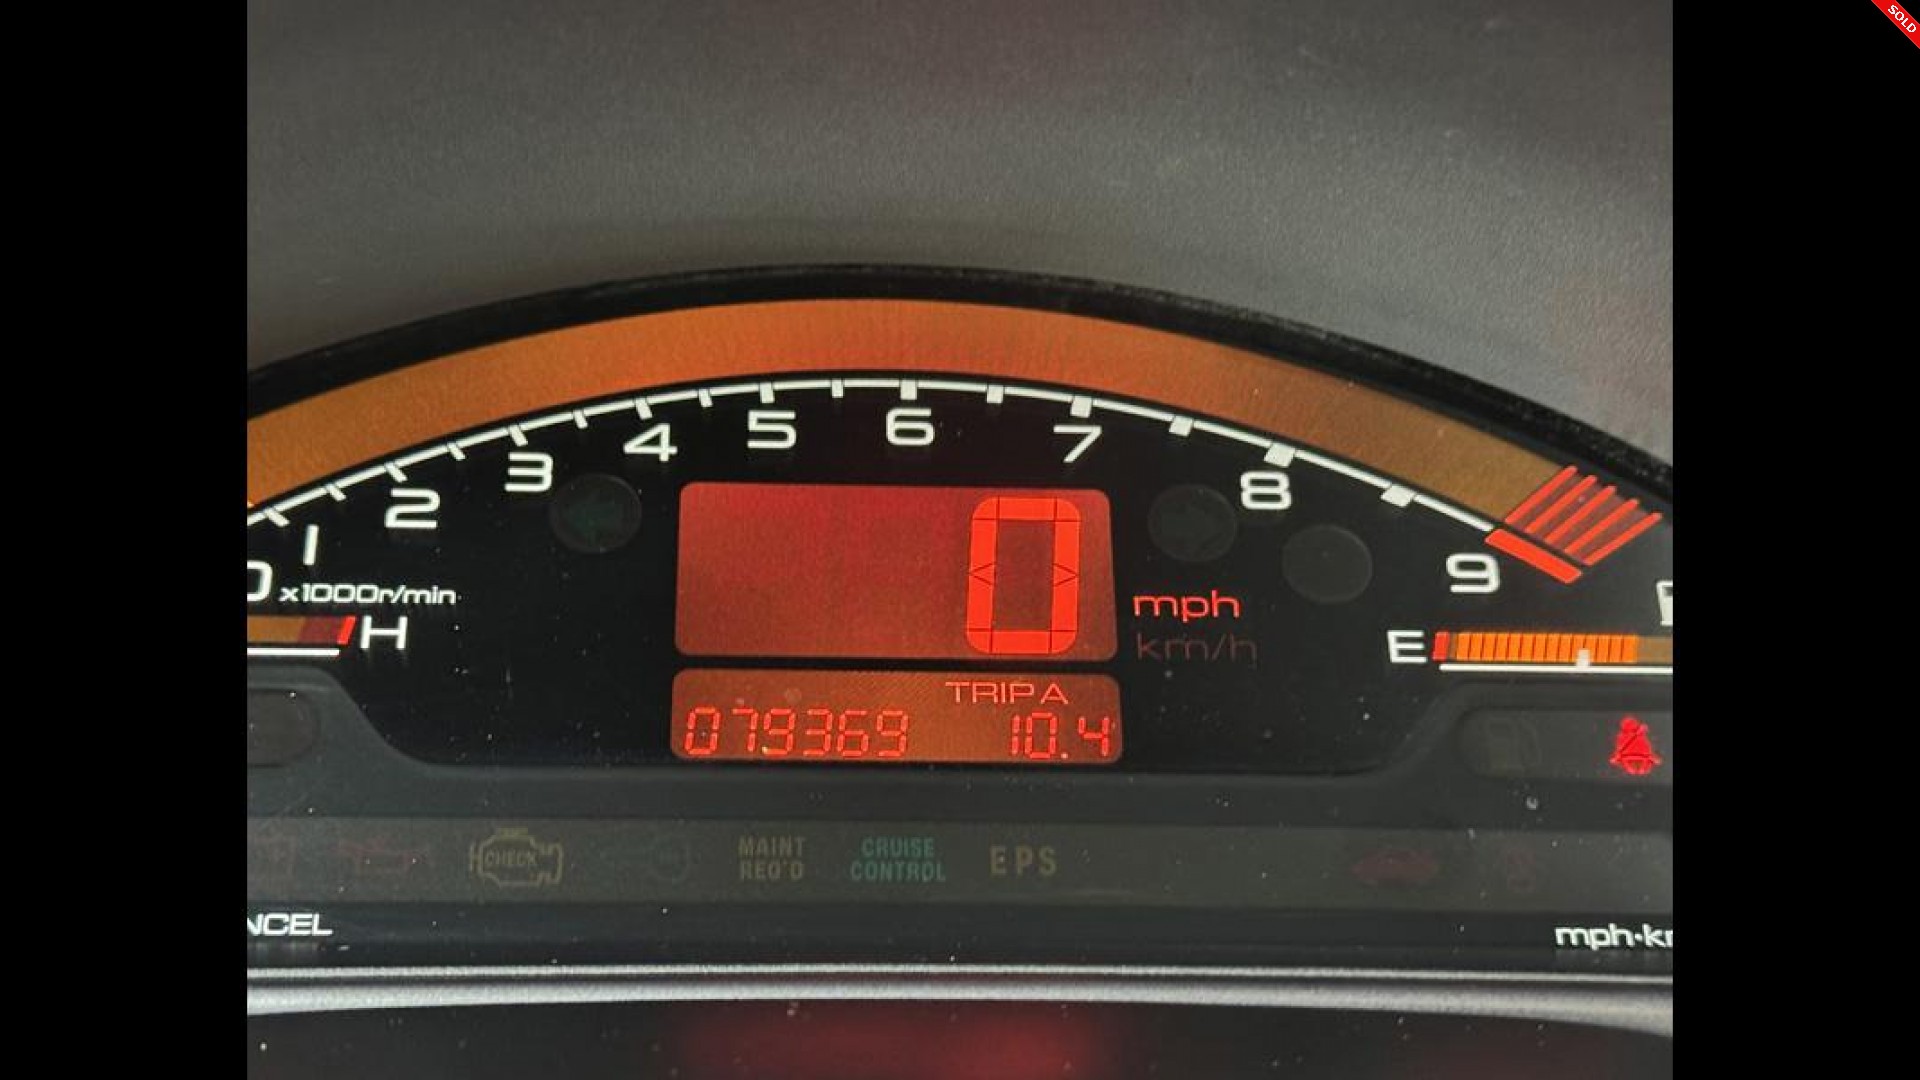 SOLD
0 1 2 3 4 5 6 7 8 9
x1000r/min
0
mph
km/h
H
E
TRIP A
079369 10.4
CHECK
MAINT
REQ'D
CRUISE
CONTROL
EPS
NCEL
mph•k